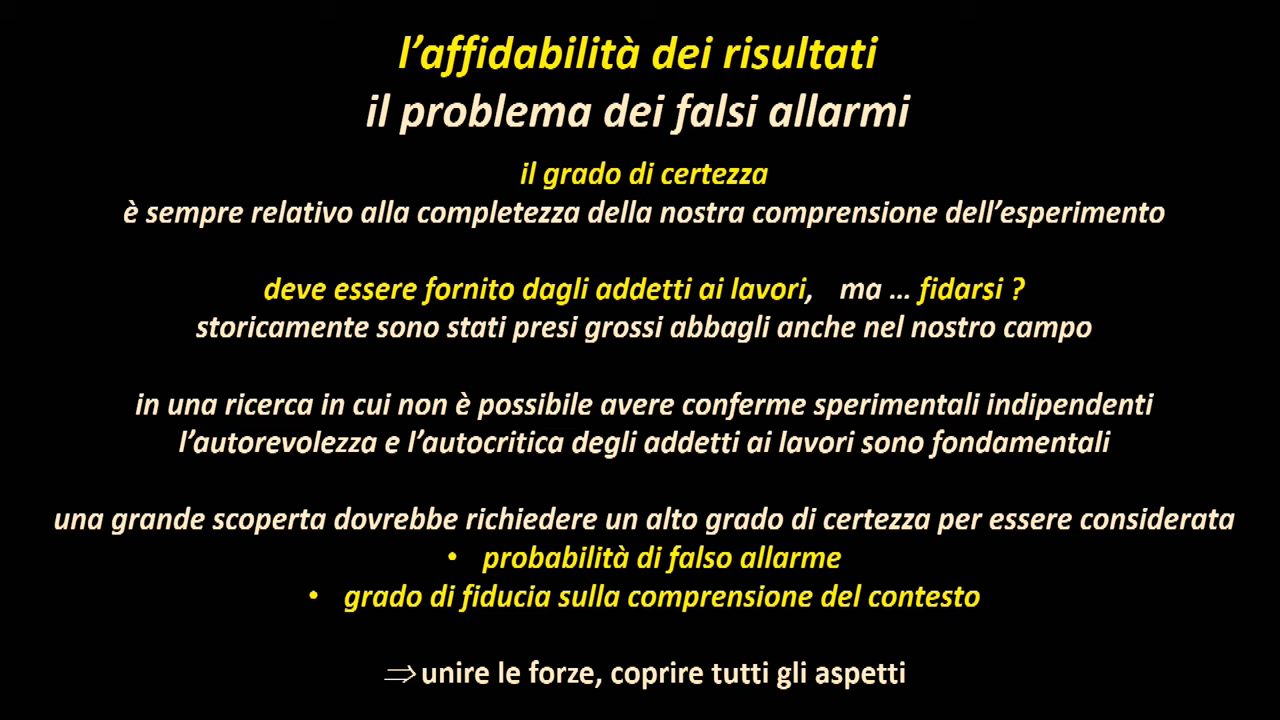 l’affidabilità dei risultati
il problema dei falsi allarmi
il grado di certezza
è sempre relativo alla completezza della nostra comprensione dell’esperimento
deve essere fornito dagli addetti ai lavori, ma … fidarsi ?
storicamente sono stati presi grossi abbagli anche nel nostro campo
in una ricerca in cui non è possibile avere conferme sperimentali indipendenti
l’autorevolezza e l’autocritica degli addetti ai lavori sono fondamentali
una grande scoperta dovrebbe richiedere un alto grado di certezza per essere considerata
• probabilità di falso allarme
• grado di fiducia sulla comprensione del contesto
⇒ unire le forze, coprire tutti gli aspetti